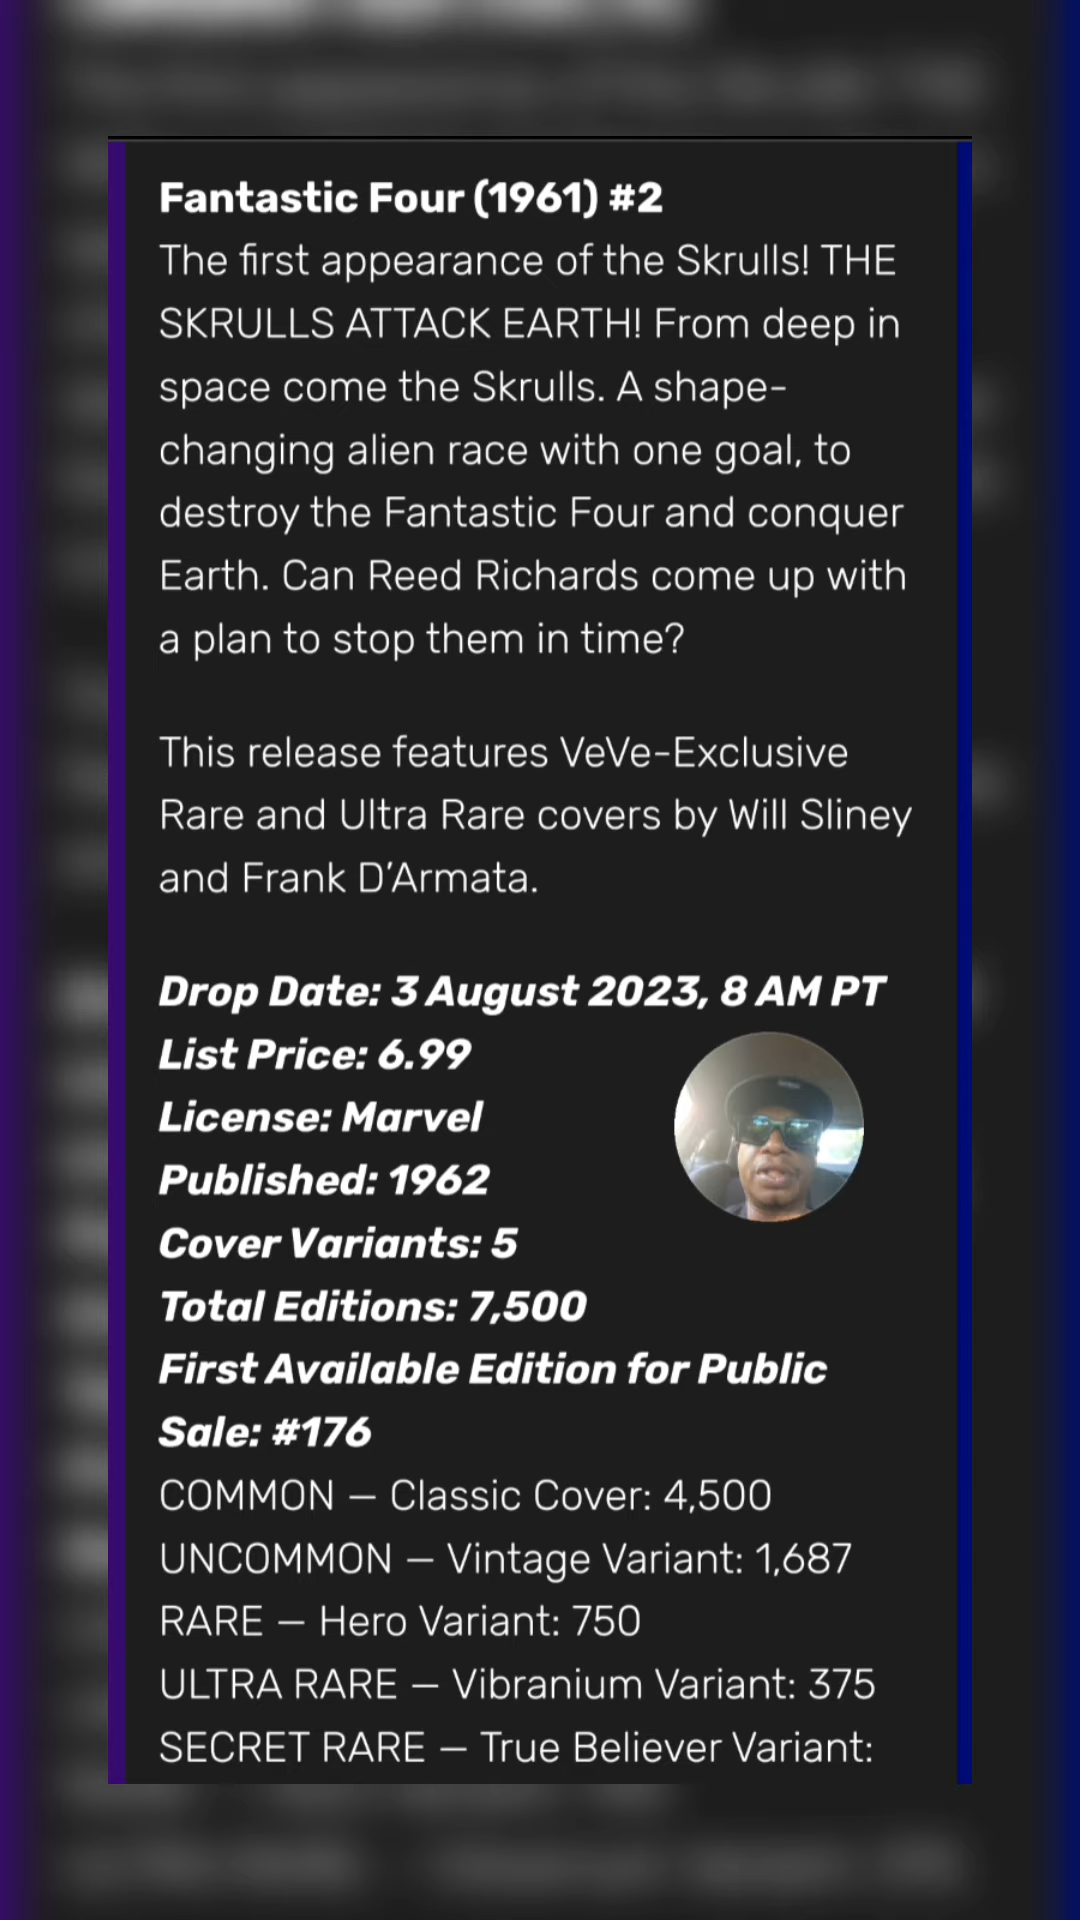 Fantastic Four (1961) #2
The first appearance of the Skrulls! THE
SKRULLS ATTACK EARTH! From deep in
space come the Skrulls. A shape-
changing alien race with one goal, to
destroy the Fantastic Four and conquer
Earth. Can Reed Richards come up with
a plan to stop them in time?
This release features VeVe-Exclusive
Rare and Ultra Rare covers by Will Sliney
and Frank D’Armata.
Drop Date: 3 August 2023, 8 AM PT
List Price: 6.99
License: Marvel
Published: 1962
Cover Variants: 5
Total Editions: 7,500
First Available Edition for Public
Sale: #176
COMMON — Classic Cover: 4,500
UNCOMMON — Vintage Variant: 1,687
RARE — Hero Variant: 750
ULTRA RARE — Vibranium Variant: 375
SECRET RARE — True Believer Variant: